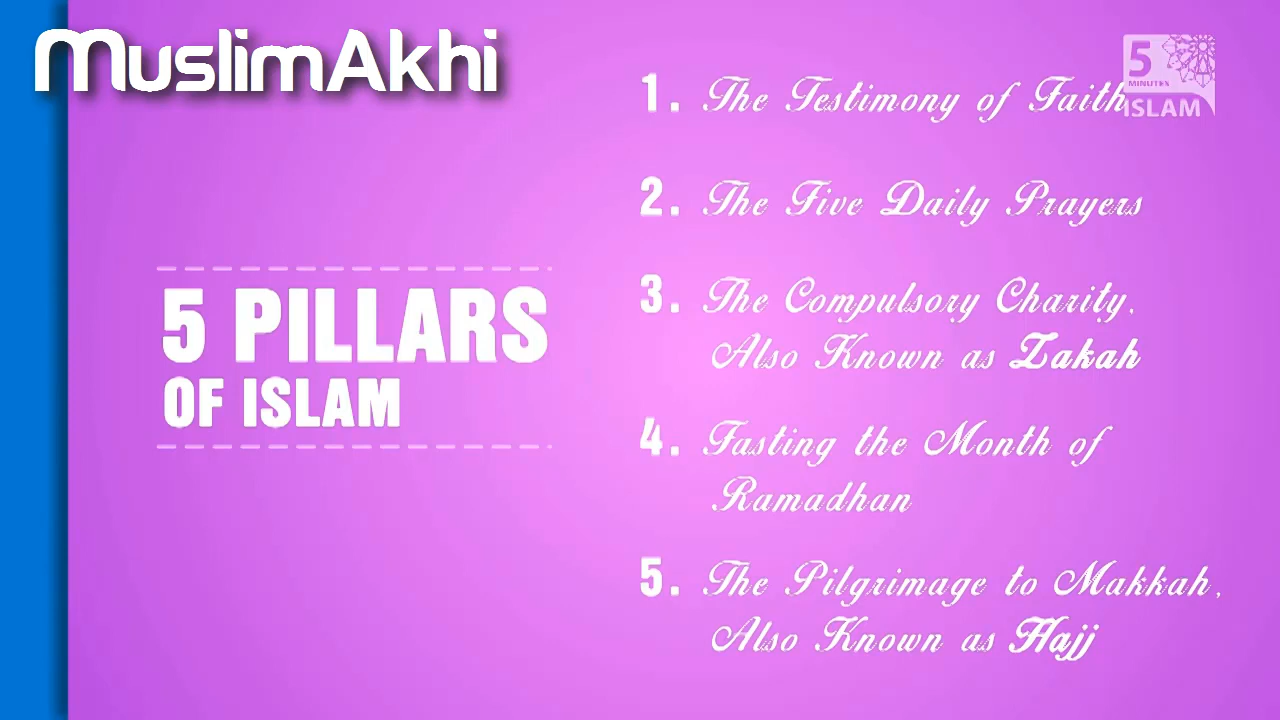 MuslimAkhi
5 MINUTES
ISLAM
5 PILLARS
OF ISLAM
1. The Testimony of Faith
2. The Five Daily Prayers
3. The Compulsory Charity,
Also Known as Zakah
4. Fasting the Month of
Ramadhan
5. The Pilgrimage to Makkah,
Also Known as Hajj